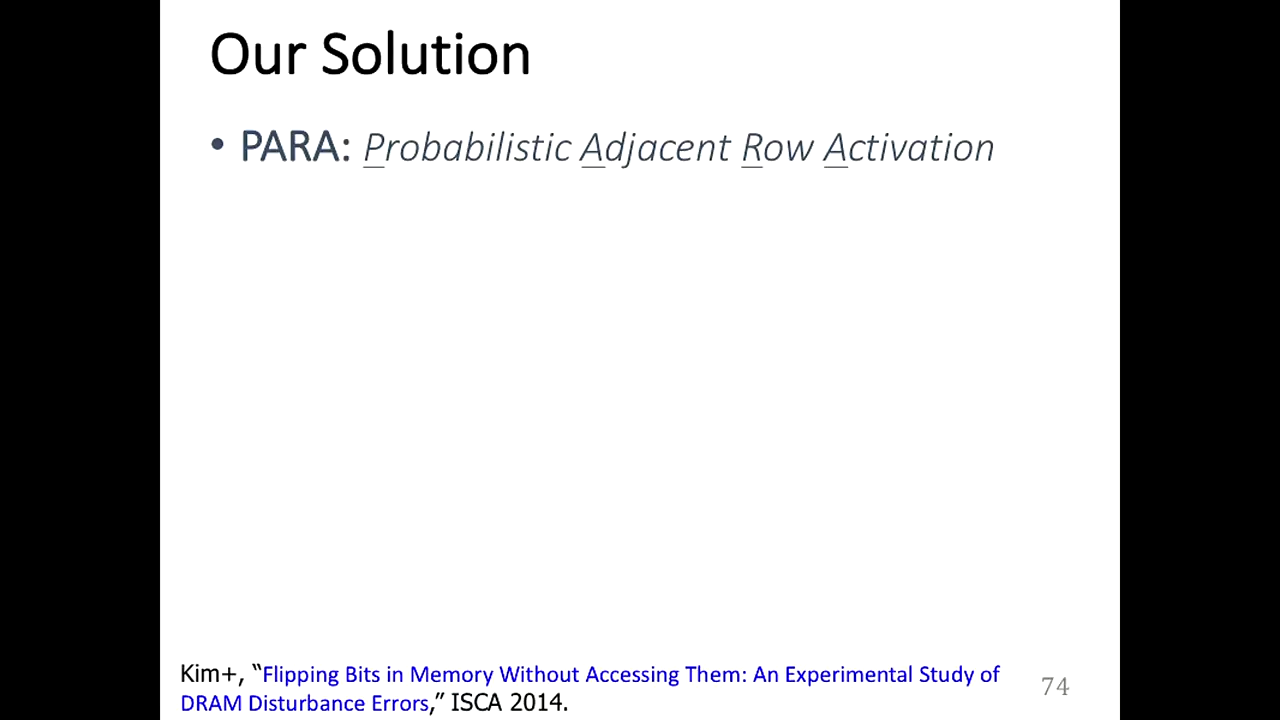 Our Solution
• PARA: Probabilistic Adjacent Row Activation
Kim+, “Flipping Bits in Memory Without Accessing Them: An Experimental Study of
DRAM Disturbance Errors,” ISCA 2014.
74